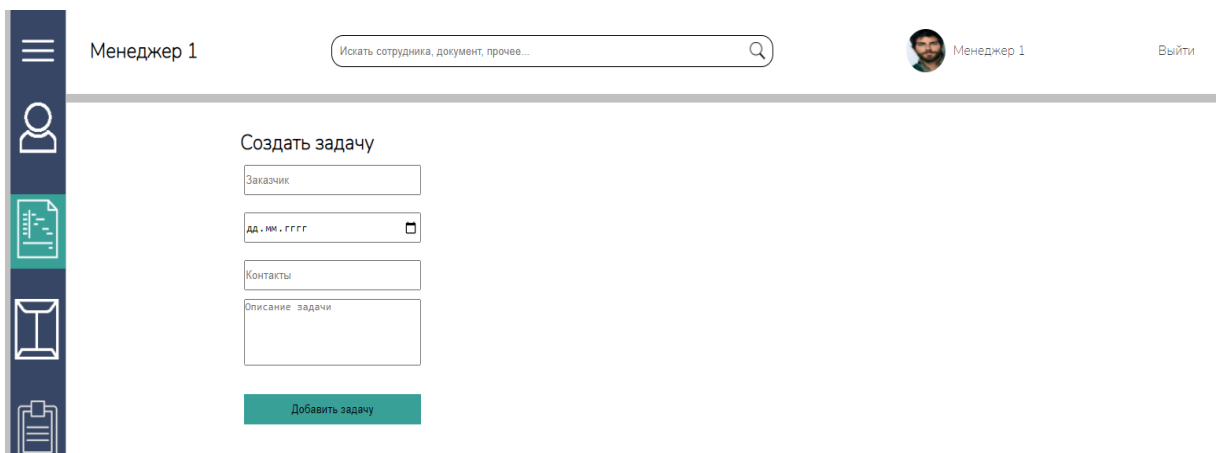 Менеджер 1
Искать сотрудника, документ, прочее...
Менеджер 1
Выйти
Создать задачу
Заказчик
дд.мм.гггг
Контакты
Описание задачи
Добавить задачу